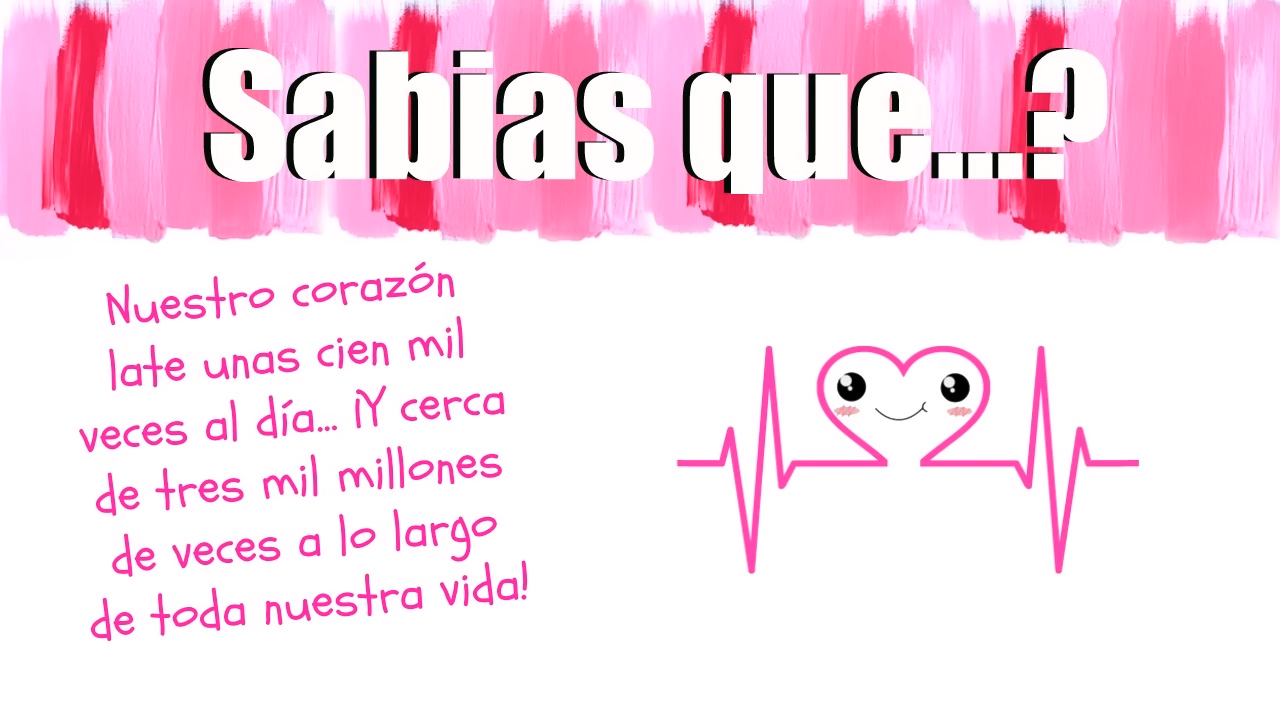 Sabias que...?
Nuestro corazón
late unas cien mil
veces al día... ¡Y cerca
de tres mil millones
de veces a lo largo
de toda nuestra vida!